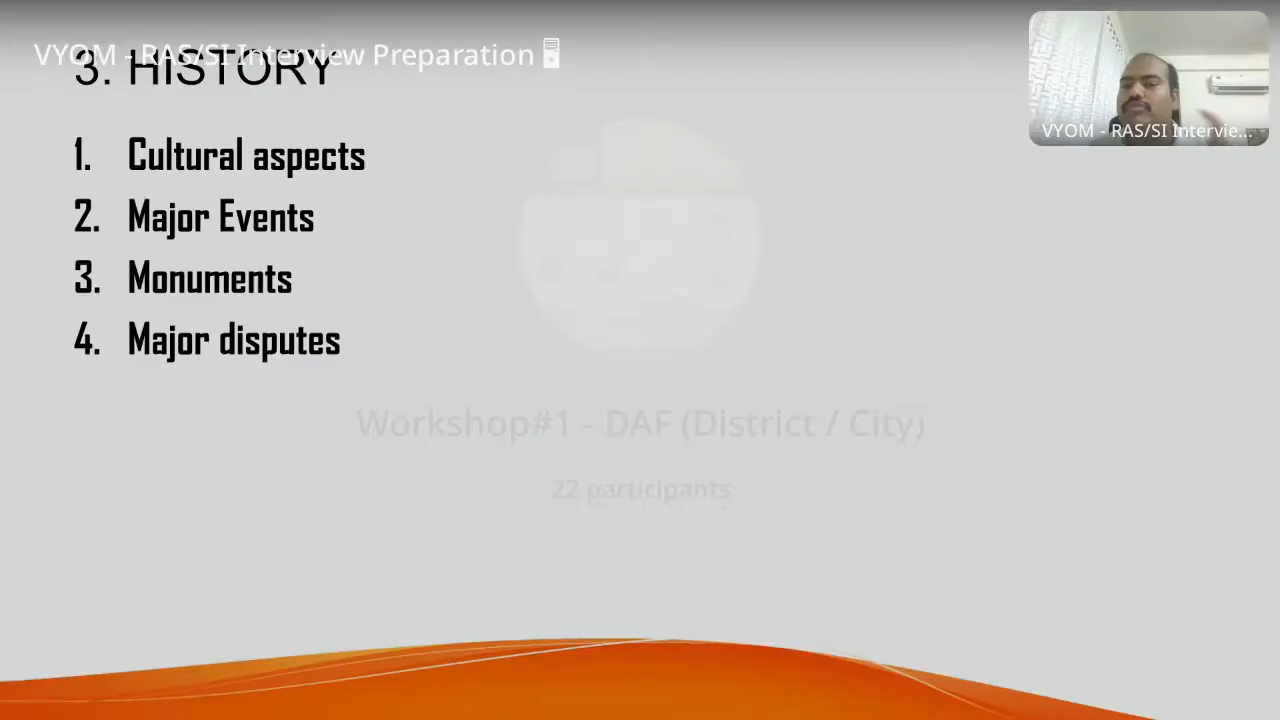 VYOM - RAS/SI Interview Preparation
3. HISTORY
1. Cultural aspects
2. Major Events
3. Monuments
4. Major disputes
Workshop#1 - DAF (District / City)
22 participants
VYOM - RAS/SI Intervie...